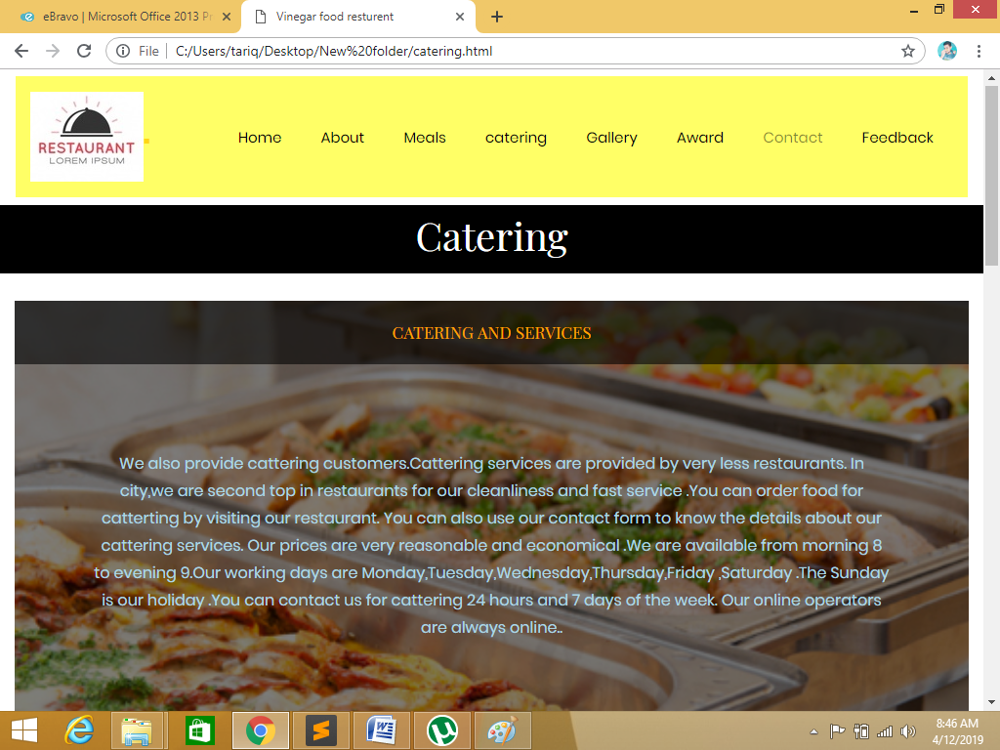 eBravo | Microsoft Office 2013 Pr
Vinegar food resturent
File
C:/Users/tariq/Desktop/New%20folder/catering.html
RESTAURANT
LOREM IPSUM
Home
About
Meals
catering
Gallery
Award
Contact
Feedback
Catering
CATERING AND SERVICES
We also provide cattering customers.Cattering services are provided by very less restaurants. In
city,we are second top in restaurants for our cleanliness and fast service .You can order food for
catterting by visiting our restaurant. You can also use our contact form to know the details about our
cattering services. Our prices are very reasonable and economical .We are available from morning 8
to evening 9.Our working days are Monday,Tuesday,Wednesday,Thursday,Friday ,Saturday .The Sunday
is our holiday .You can contact us for cattering 24 hours and 7 days of the week. Our online operators
are always online..
8:46 AM
4/12/2019